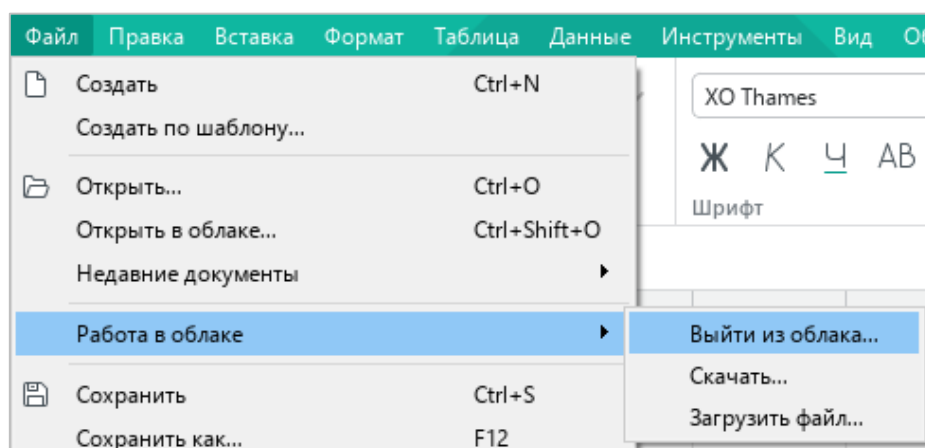 Файл Правка Вставка Формат Таблица Данные Инструменты Вид
Создать Ctrl+N
XO Thames
Создать по шаблону...
Ж К Ч АВ
Открыть... Ctrl+O
Шрифт
Открыть в облаке... Ctrl+Shift+O
Недавние документы
Работа в облаке
Выйти из облака...
Скачать...
Сохранить Ctrl+S
Загрузить файл...
Сохранить как... F12